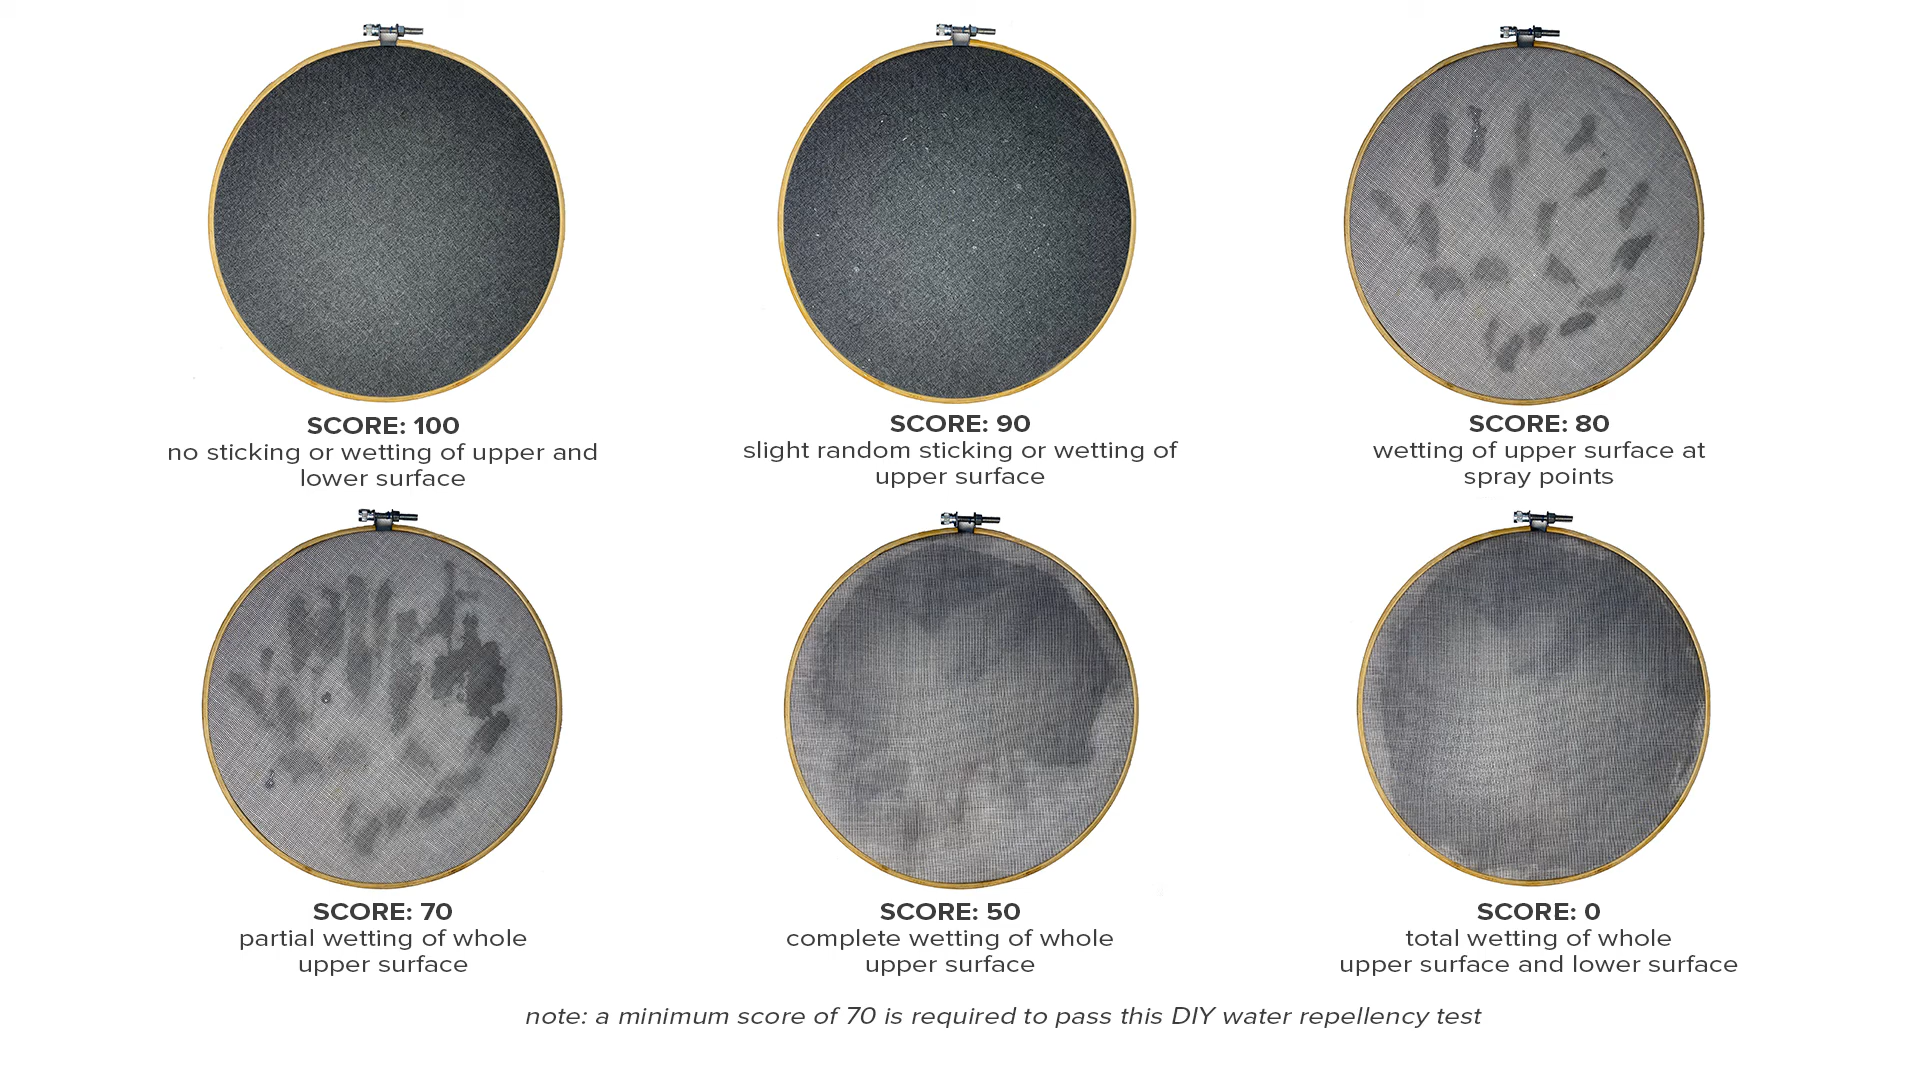 SCORE: 100
no sticking or wetting of upper and
lower surface
SCORE: 90
slight random sticking or wetting of
upper surface
SCORE: 80
wetting of upper surface at
spray points
SCORE: 70
partial wetting of whole
upper surface
SCORE: 50
complete wetting of whole
upper surface
SCORE: 0
total wetting of whole
upper surface and lower surface
note: a minimum score of 70 is required to pass this DIY water repellency test